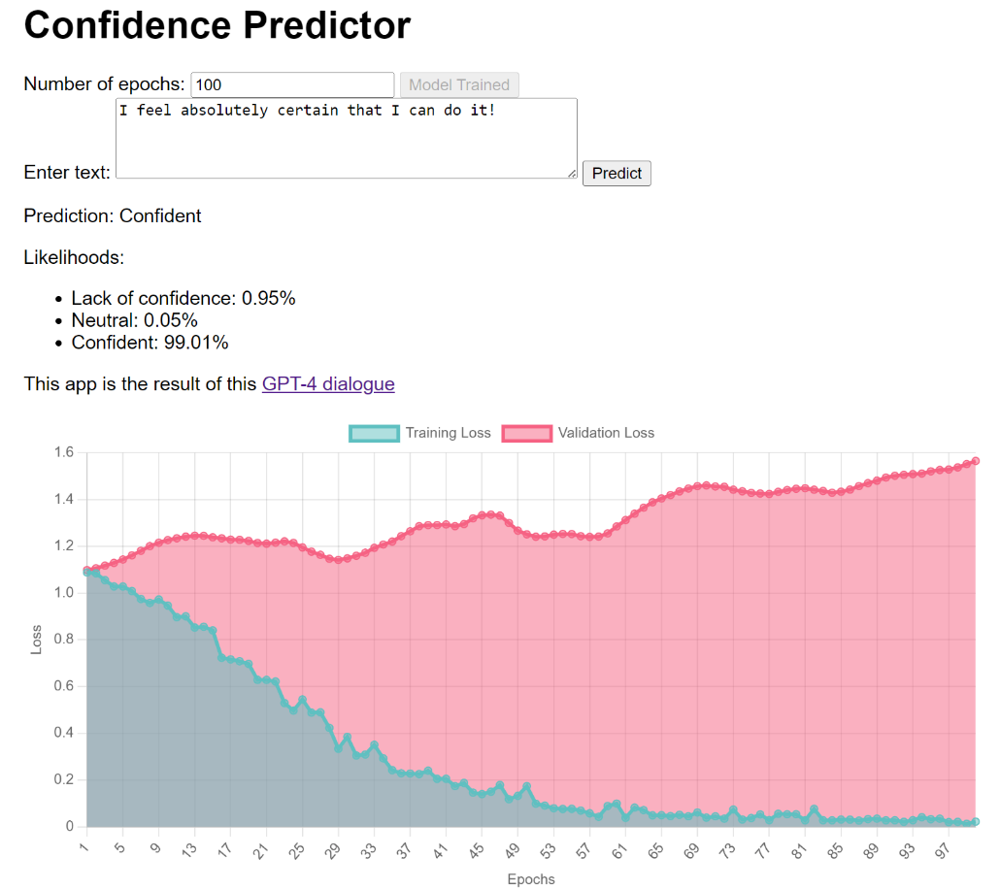 Confidence Predictor
Number of epochs: 100 Model Trained
I feel absolutely certain that I can do it!
Enter text: Predict
Prediction: Confident
Likelihoods:
• Lack of confidence: 0.95%
• Neutral: 0.05%
• Confident: 99.01%
This app is the result of this GPT-4 dialogue
Training Loss Validation Loss
1.6
1.4
1.2
1.0
0.8
0.6
0.4
0.2
0
Loss
1 5 9 13 17 21 25 29 33 37 41 45 49 53 57 61 65 69 73 77 81 85 89 93 97
Epochs